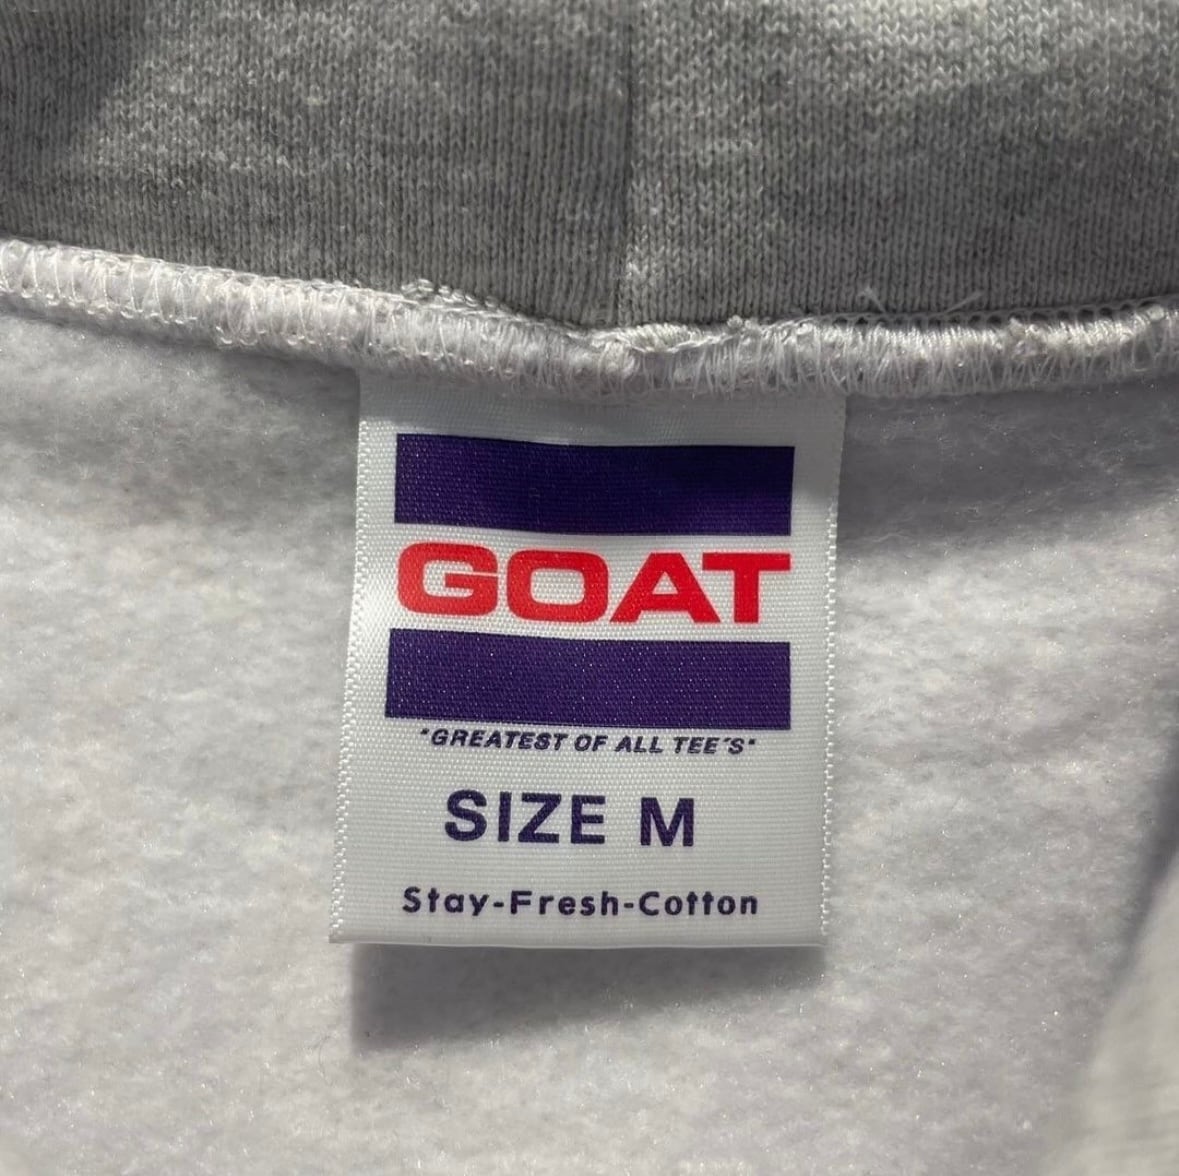 GOAT
"GREATEST OF ALL TEE'S"
SIZE M
Stay-Fresh-Cotton